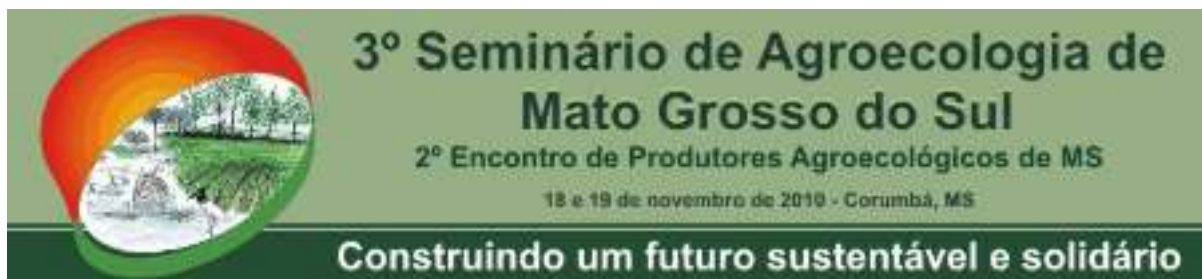 3º Seminário de Agroecologia de
Mato Grosso do Sul
2º Encontro de Produtores Agroecológicos de MS
18 e 19 de novembro de 2010 - Corumbá, MS
Construindo um futuro sustentável e solidário